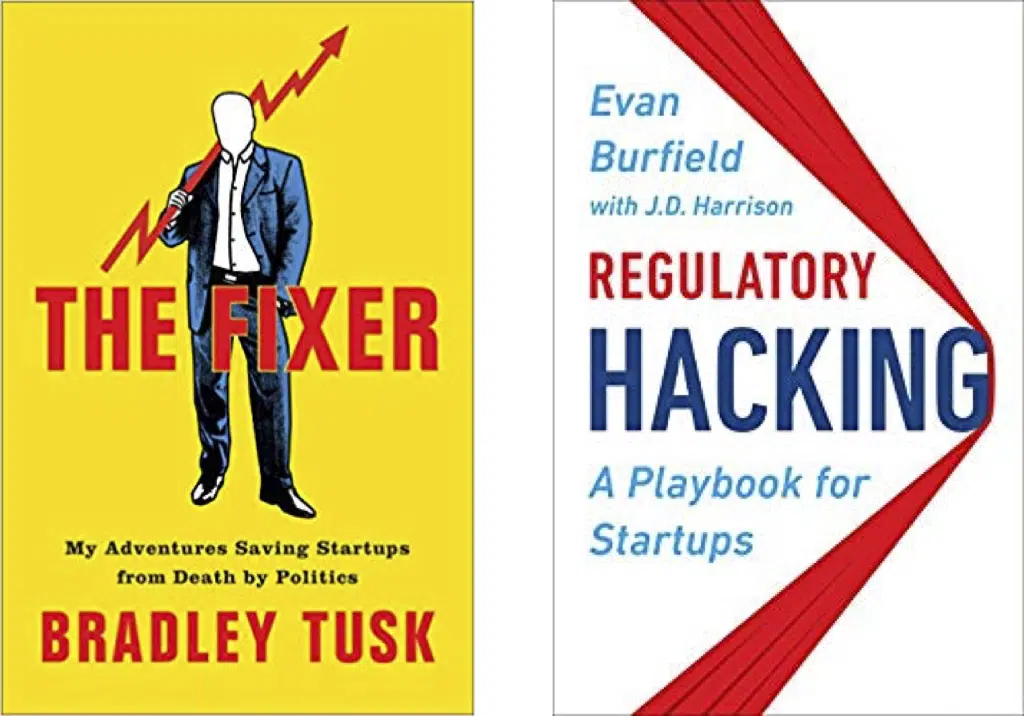 THE FIXER
My Adventures Saving Startups
from Death by Politics
BRADLEY TUSK
Evan
Burfield
with J.D. Harrison
REGULATORY
HACKING
A Playbook for
Startups